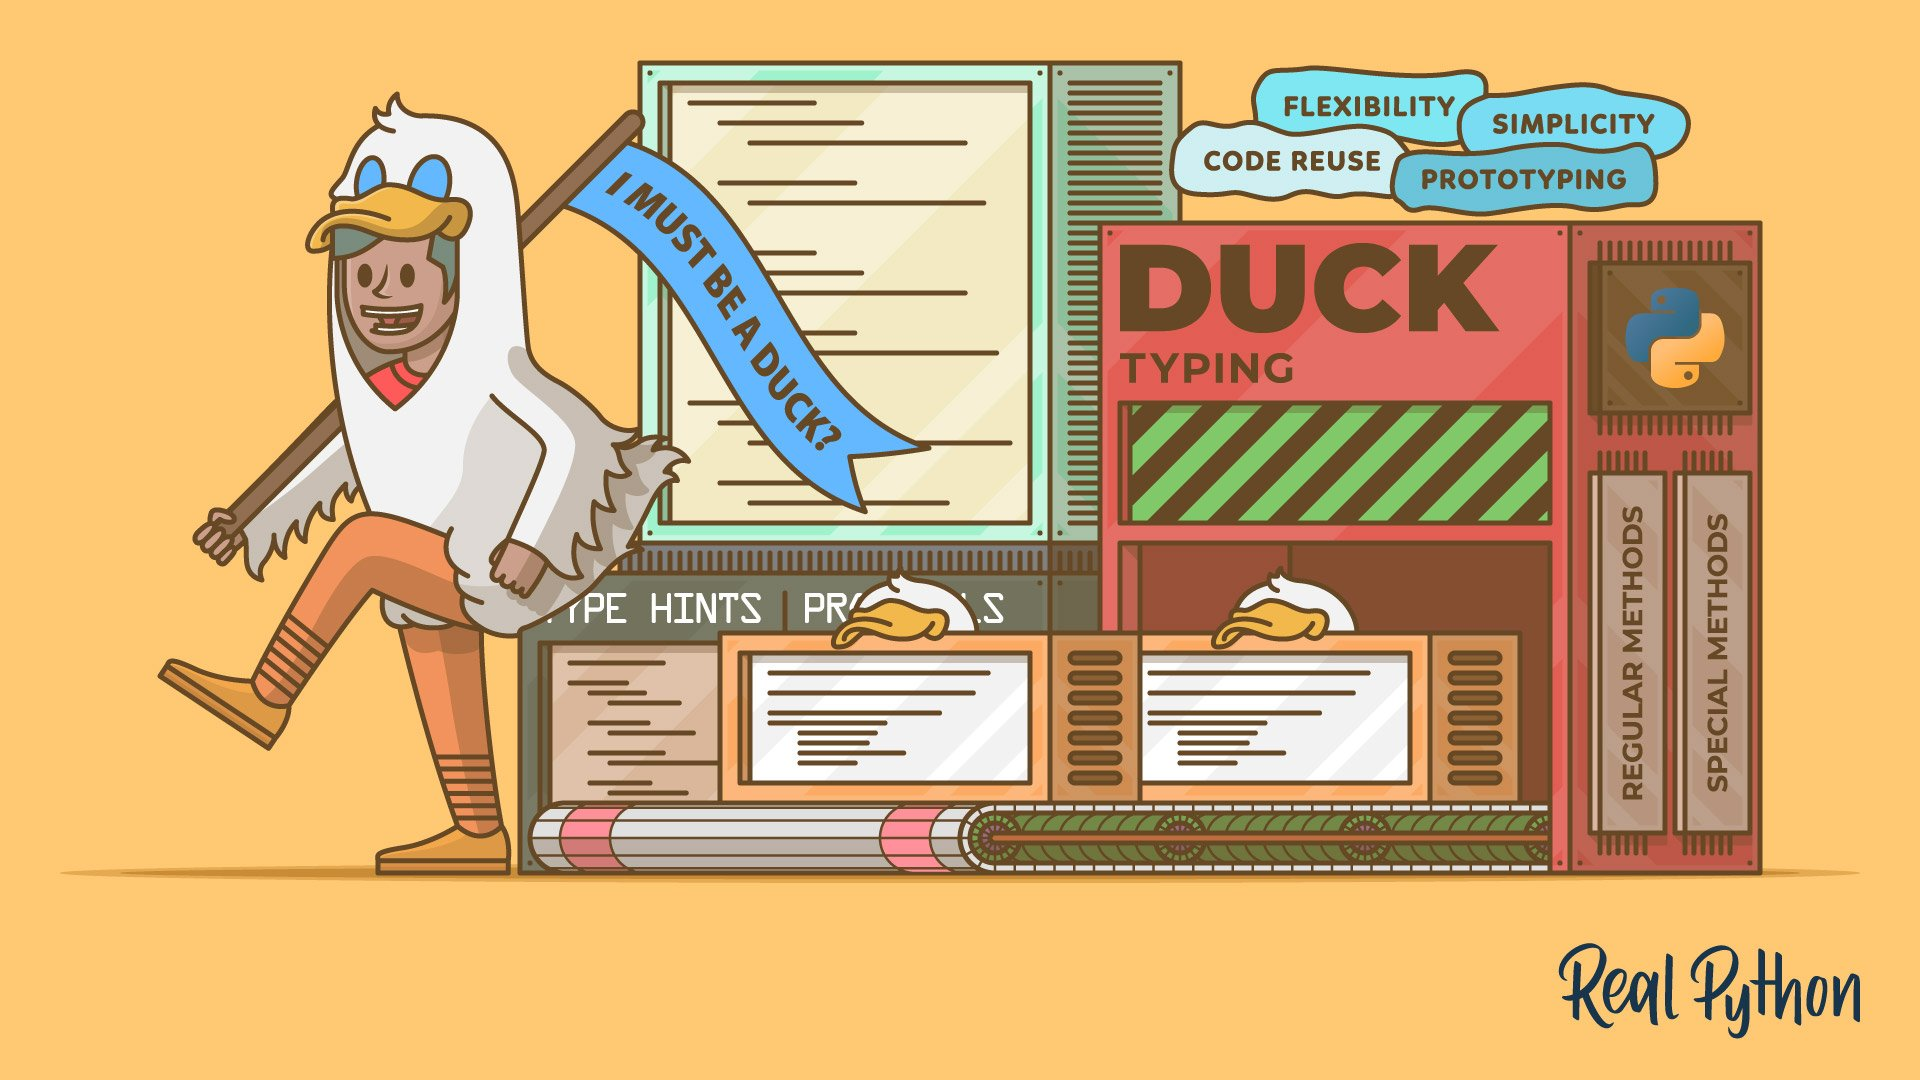 FLEXIBILITY
SIMPLICITY
CODE REUSE
PROTOTYPING
I MUST BE A DUCK?
DUCK
TYPING
REGULAR METHODS
SPECIAL METHODS
HINTS
Real Python